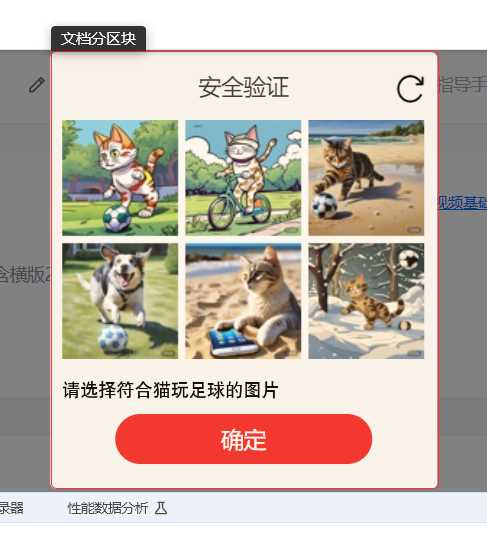 文档分区块
安全验证
指导手
视频基础
含横版2
请选择符合猫玩足球的图片
确定
录器
性能数据分析